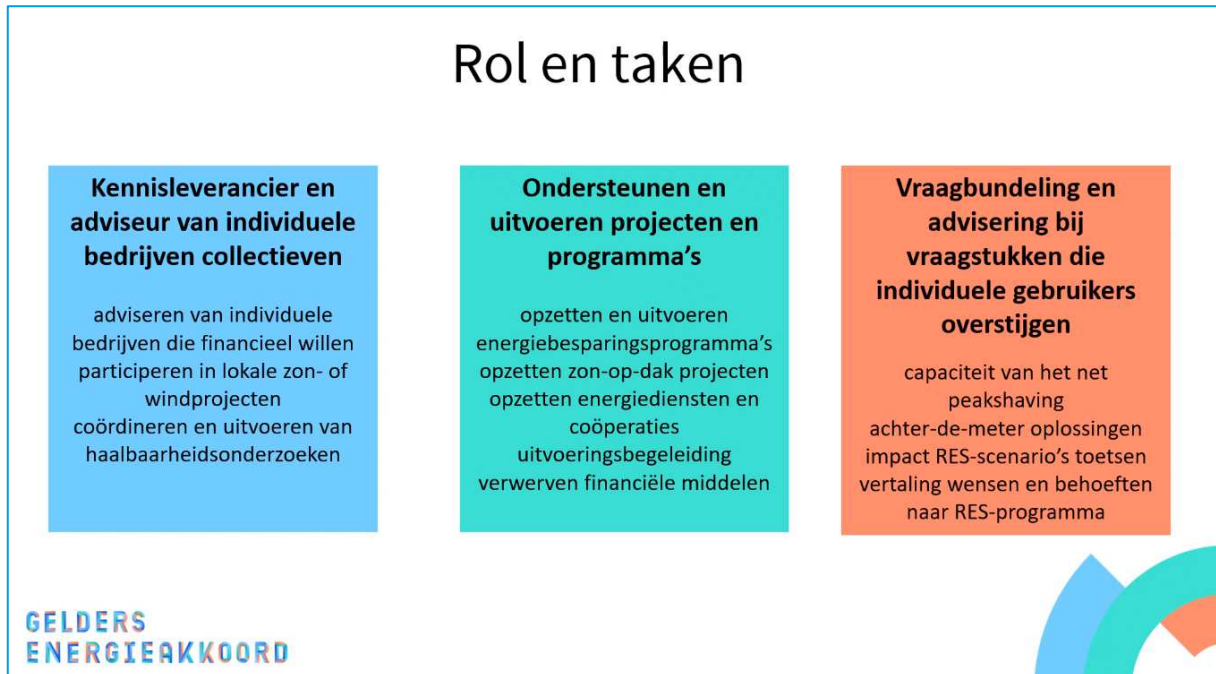 Rol en taken
Kennisleverancier en
adviseur van individuele
bedrijven collectieven
adviseren van individuele
bedrijven die financieel willen
participeren in lokale zon- of
windprojecten
coördineren en uitvoeren van
haalbaarheidsonderzoeken
Ondersteunen en
uitvoeren projecten en
programma's
opzetten en uitvoeren
energiebesparingsprogramma's
opzetten zon-op-dak projecten
opzetten energiediensten en
coöperaties
uitvoeringsbegeleiding
verwerven financiële middelen
Vraagbundeling en
advisering bij
vraagstukken die
individuele gebruikers
overstijgen
capaciteit van het net
peakshaving
achter-de-meter oplossingen
impact RES-scenario's toetsen
vertaling wensen en behoeften
naar RES-programma
GELDERS
ENERGIEAKKOORD